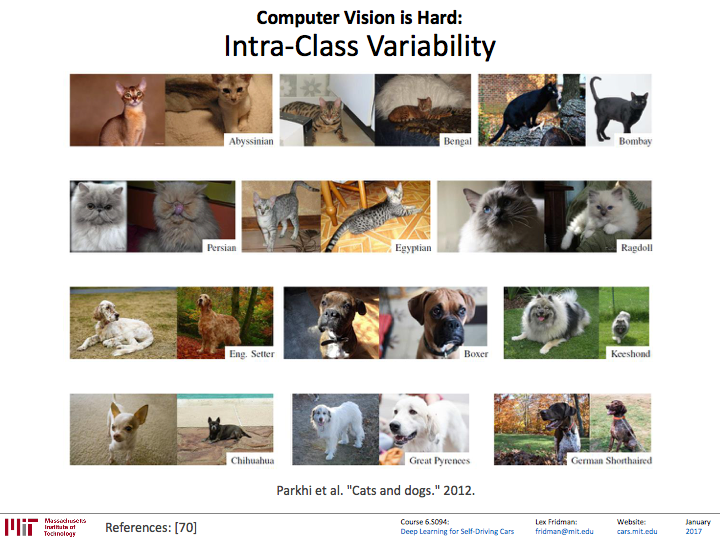 Computer Vision is Hard:
Intra-Class Variability
Abyssinian
Bengal
Bombay
Persian
Egyptian
Ragdoll
Eng. Setter
Boxer
Keeshond
Chihuahua
Great Pyrenees
German Shorthaired
Parkhi et al. "Cats and dogs." 2012.
Massachusetts
Institute of
Technology
References: [70]
Course 6.S094:
Deep Learning for Self-Driving Cars
Lex Fridman:
fridman@mit.edu
Website:
cars.mit.edu
January
2017